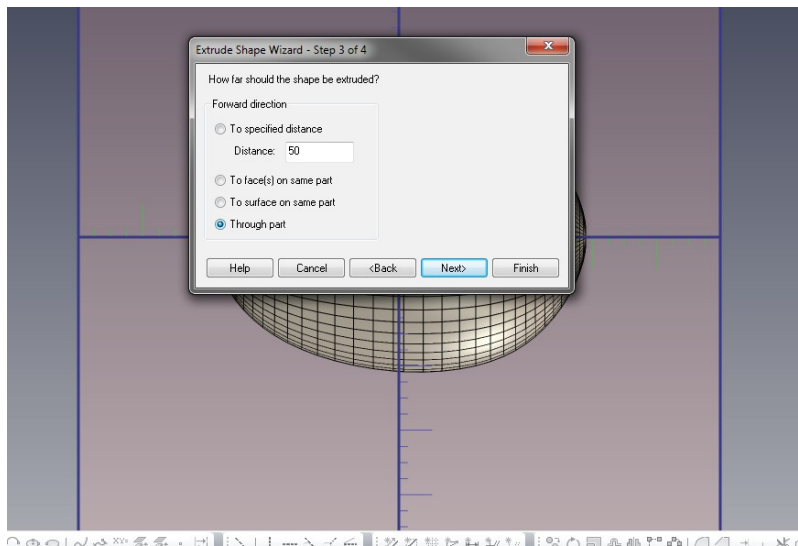 Extrude Shape Wizard - Step 3 of 4
How far should the shape be extruded?
Forward direction
To specified distance
Distance: 50
To face(s) on same part
To surface on same part
Through part
Help Cancel <Back Next> Finish